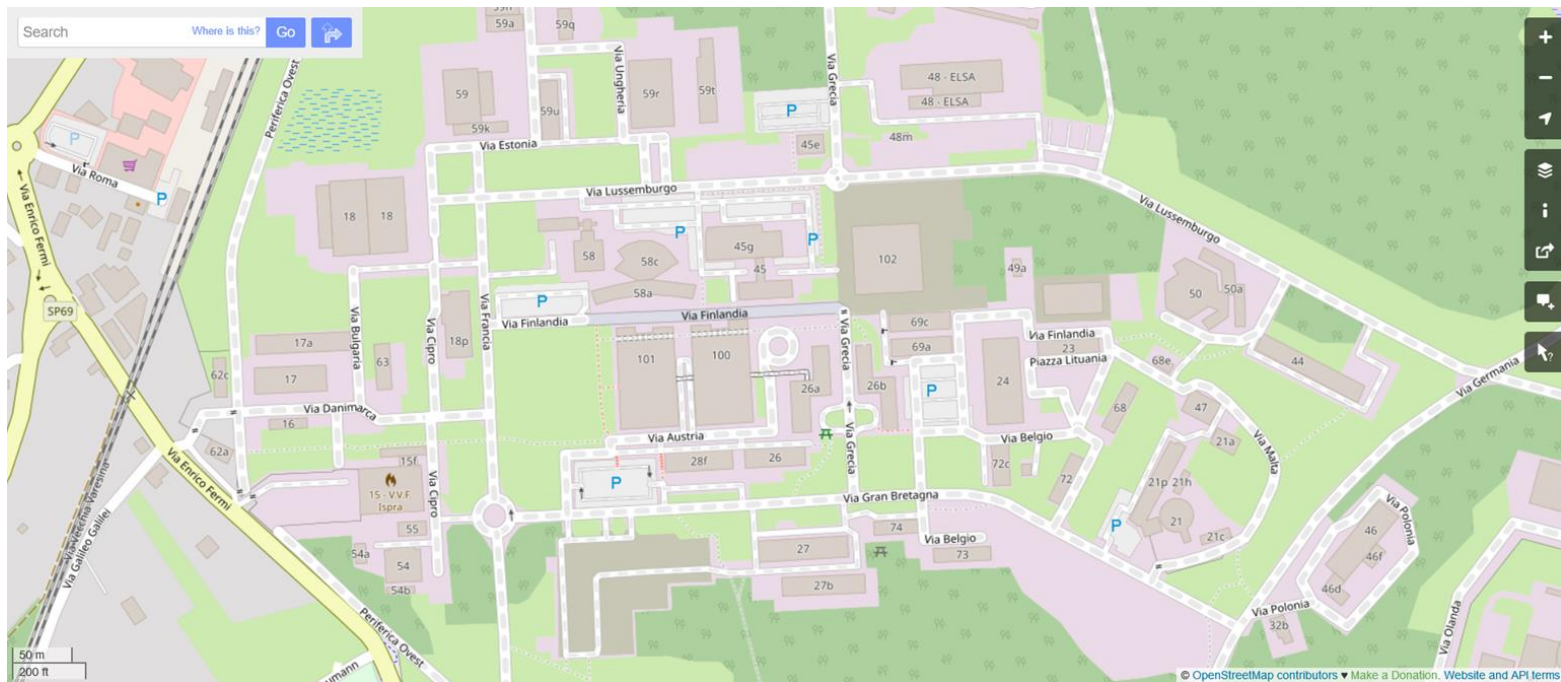 Search
Where is this?
Go
59h
59a
59q
Via Ungheria
Via Grecia
Periferica Ovest
59
59u
59r
59t
48 - ELSA
48 - ELSA
P
P
59k
45e
48m
Via Estonia
Via Roma
P
Via Lussemburgo
Via Lussemburgo
Via Enrico Fermi
18
18
P
P
58
58c
45g
102
45
49a
50
50a
SP69
58a
P
Via Finlandia
Via Finlandia
17a
Via Bulgaria
Via Cipro
18p
Via Francia
Via Grecia
69c
69a
Via Finlandia
23
Piazza Lituania
68e
44
Via Germania
62c
17
63
101
100
26a
26b
P
24
68
47
Via Danimarca
16
Via Austria
Via Grecia
Via Belgio
21a
Via Malta
62a
15f
28f
26
72c
72
21p
21h
Via Enrico Fermi
15 - V.V.F
Ispra
Via Cipro
P
Via Gran Bretagna
Via Vecchia Varesina
Via Galileo Galilei
55
74
Via Belgio
73
P
21
21c
46
46f
Via Polonia
54a
54
54b
27
27b
46d
Via Polonia
32b
Via Olanda
Periferica Ovest
50 m
200 ft
umann
© OpenStreetMap contributors ♥ Make a Donation. Website and API terms